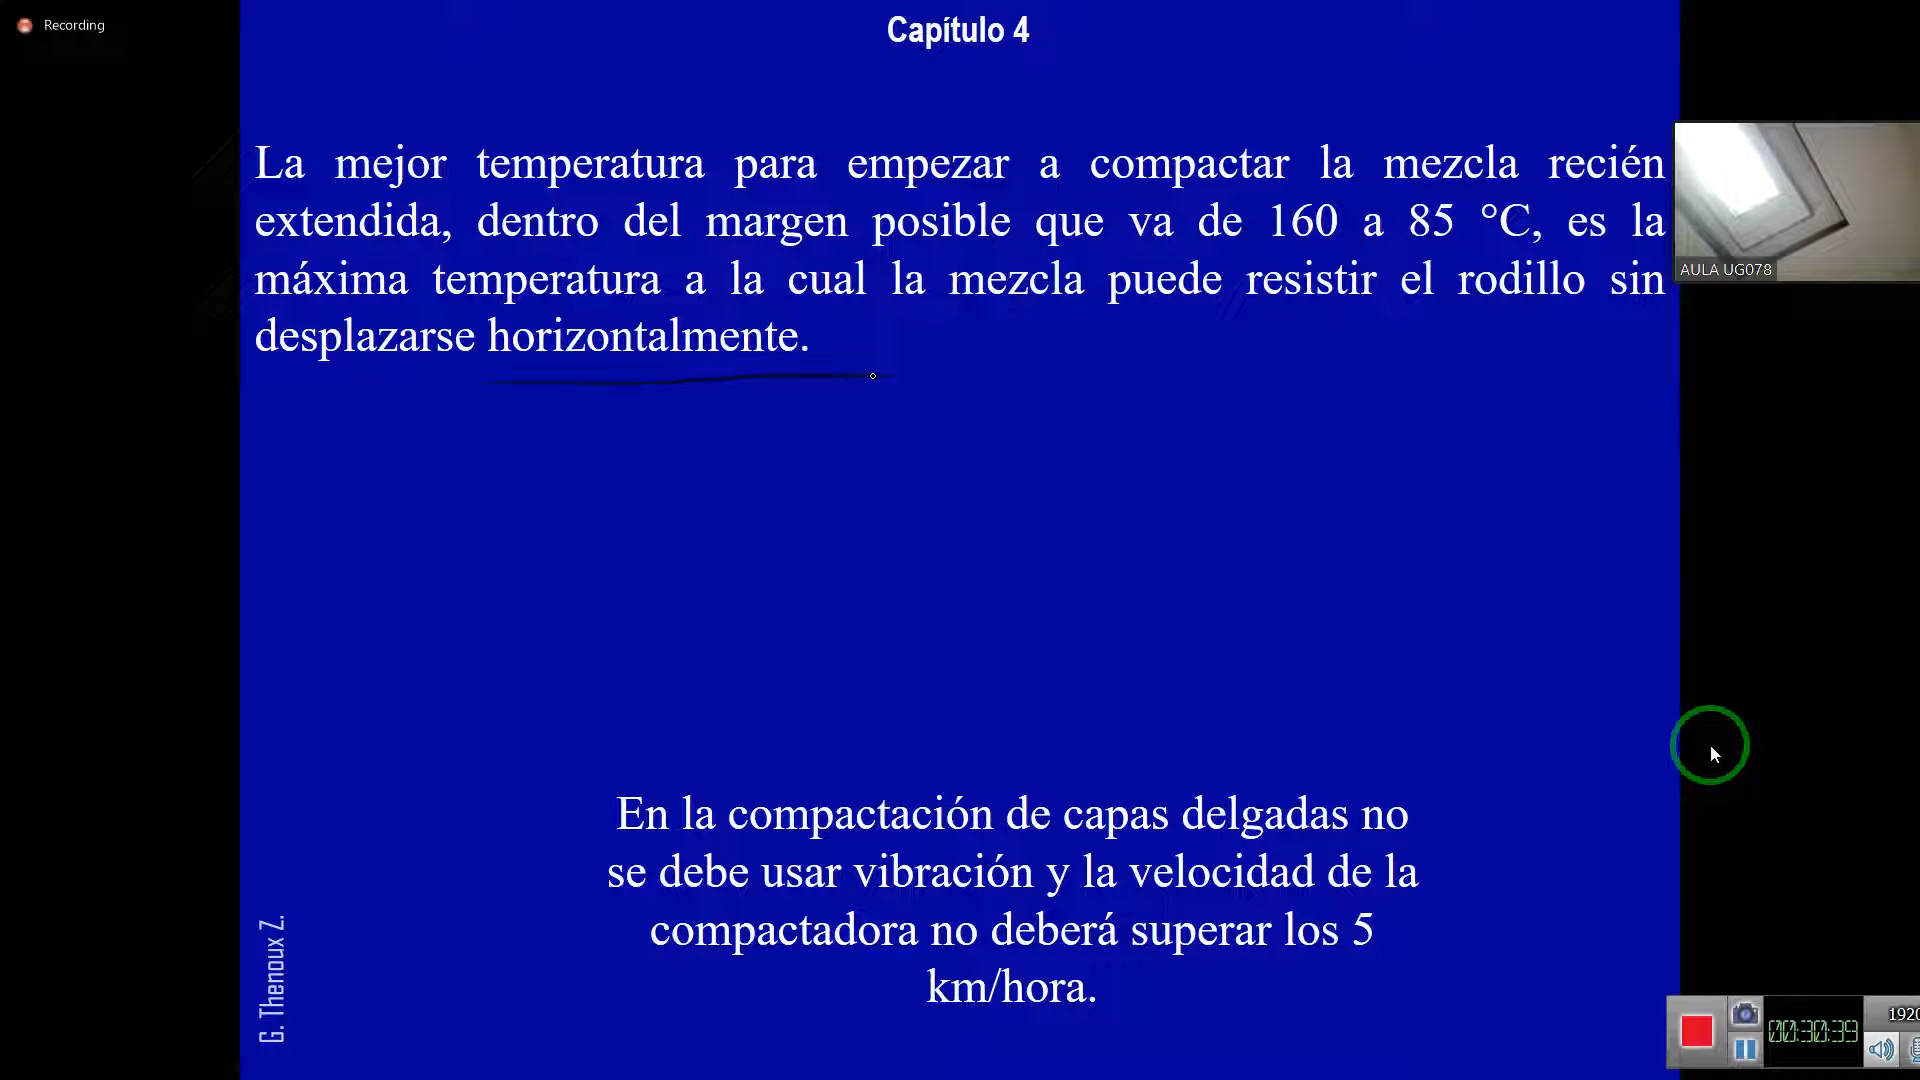 Recording
Capítulo 4
La mejor temperatura para empezar a compactar la mezcla recién
extendida, dentro del margen posible que va de 160 a 85 °C, es la
máxima temperatura a la cual la mezcla puede resistir el rodillo sin
desplazarse horizontalmente.
AULA UG078
En la compactación de capas delgadas no
se debe usar vibración y la velocidad de la
compactadora no deberá superar los 5
km/hora.
G. Thenoux Z.
1920
00:30:39